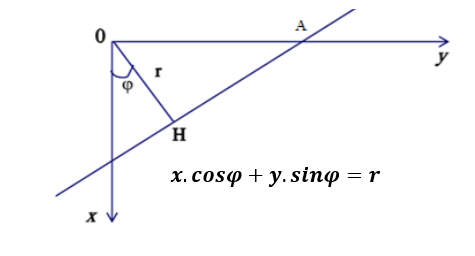 0
A
y
r
φ
H
x.cosφ + y.sinφ = r
x